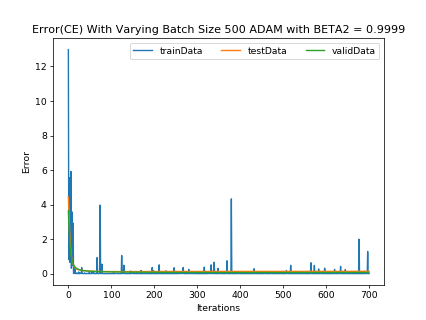 Error(CE) With Varying Batch Size 500 ADAM with BETA2 = 0.9999
trainData testData validData
12
10
8
6
4
2
0
Error
0 100 200 300 400 500 600 700
Iterations